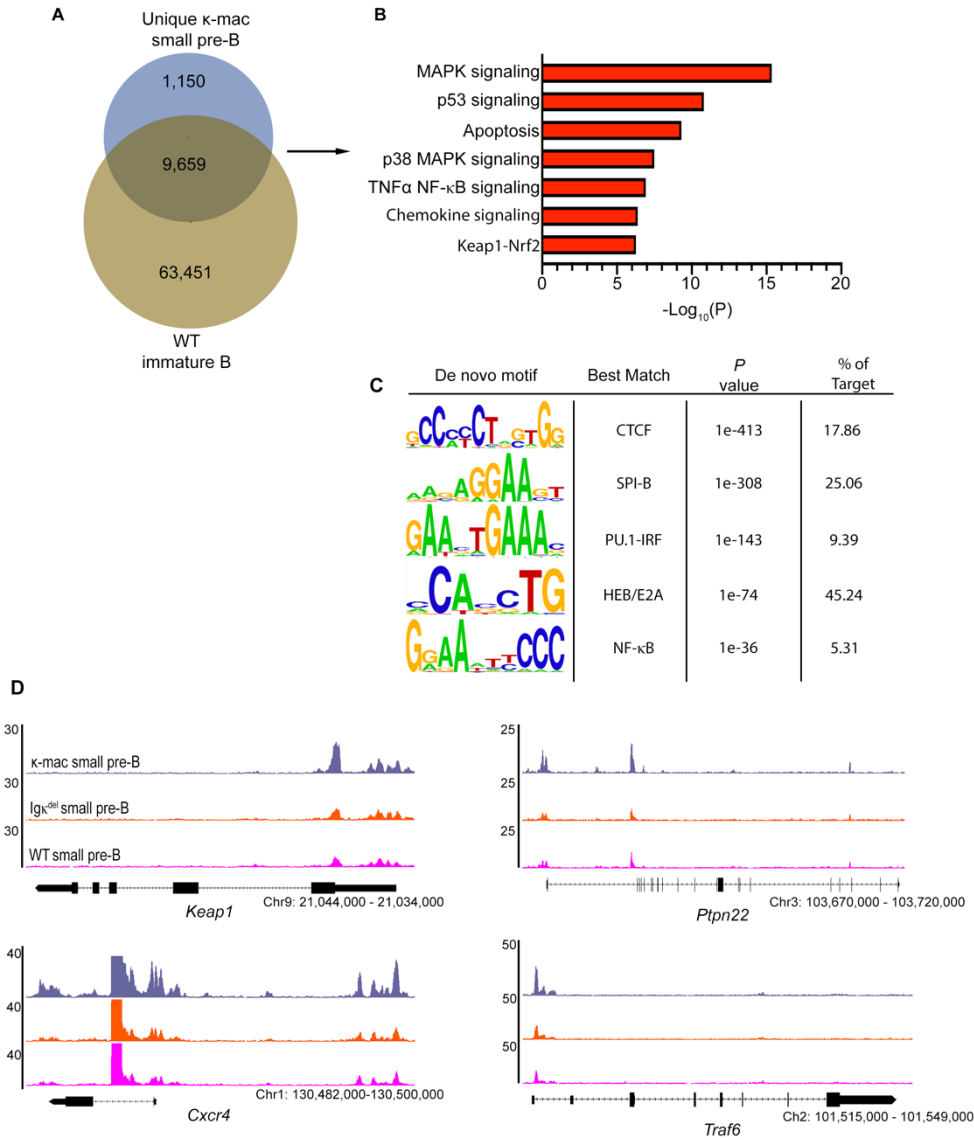 A
Unique κ-mac
small pre-B
1,150
9,659
63,451
WT
immature B
B
MAPK signaling
p53 signaling
Apoptosis
p38 MAPK signaling
TNFα NF-κB signaling
Chemokine signaling
Keap1-Nrf2
0 5 10 15 20
-Log10(P)
C
De novo motif Best Match P value % of Target
CTCF 1e-413 17.86
SPI-B 1e-308 25.06
PU.1-IRF 1e-143 9.39
HEB/E2A 1e-74 45.24
NF-κB 1e-36 5.31
D
30
κ-mac small pre-B
30
Igκdel small pre-B
30
WT small pre-B
Chr9: 21,044,000 - 21,034,000
Keap1
25
25
25
Chr3: 103,670,000 - 103,720,000
Ptpn22
40
40
40
Chr1: 130,482,000-130,500,000
Cxcr4
50
50
50
Chr2: 101,515,000 - 101,549,000
Traf6